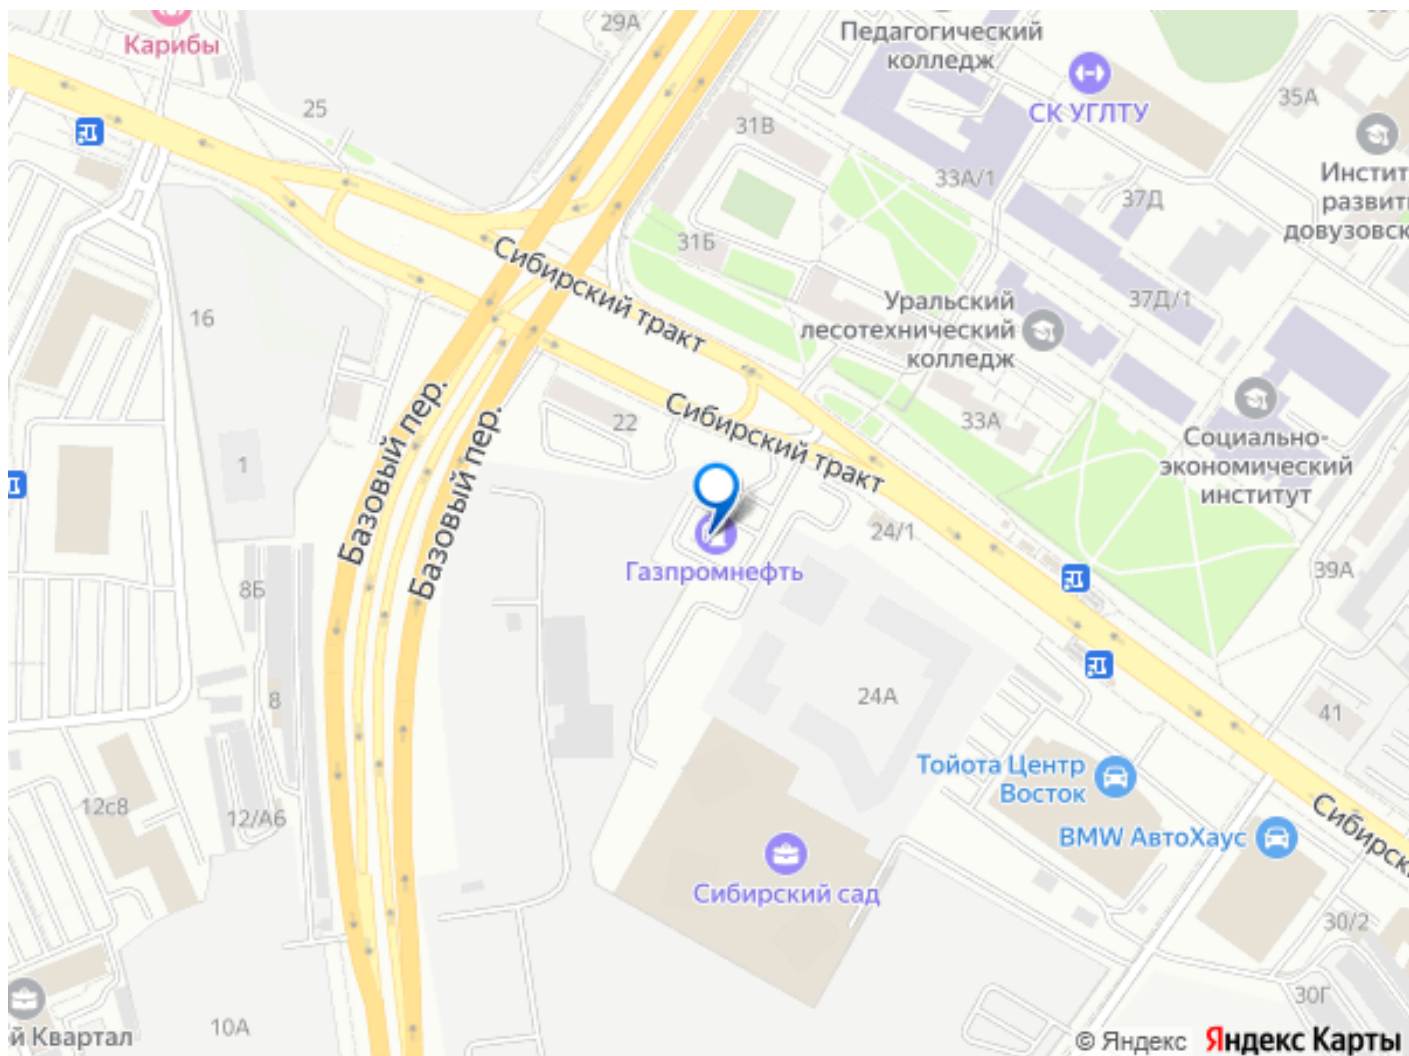 29А
Педагогический
колледж
Карибы
СК УГЛТУ
35А
25
31В
Инстит
развити
довузовск
33А/1
37Д
31Б
Сибирский тракт
37Д/1
Уральский
лесотехнический
колледж
16
Базовый пер.
Базовый пер.
22
Сибирский тракт
33А
Социально-
экономический
институт
1
24/1
Газпромнефть
39А
8Б
8
24А
41
Тойота Центр
Восток
12с8
12/А6
BMW АвтоХаус
Сибирск
Сибирский сад
30/2
30Г
10А
й Квартал
© Яндекс Яндекс Карты